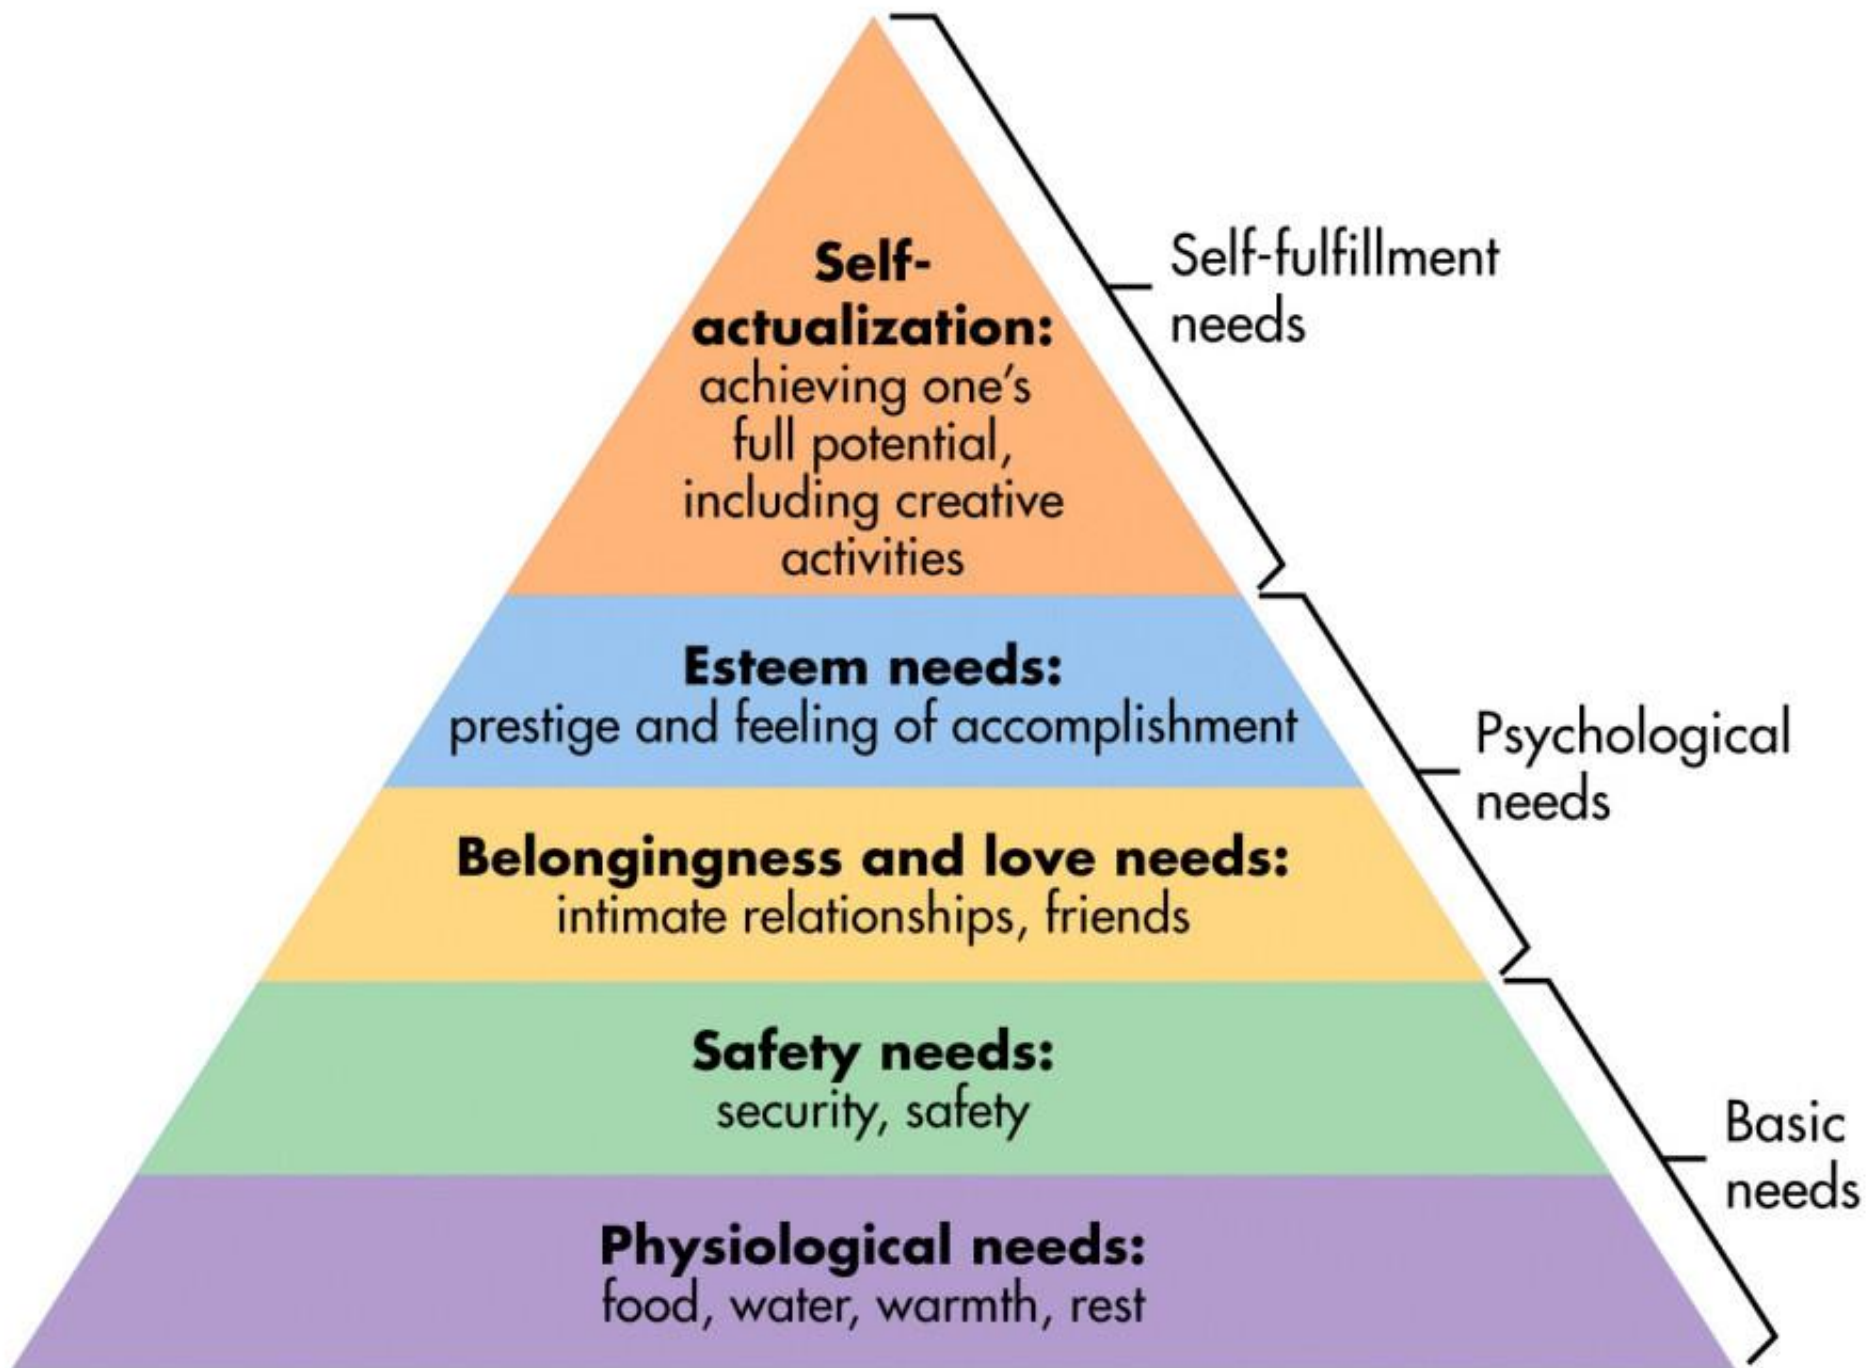 Self-
actualization:
achieving one's
full potential,
including creative
activities
Self-fulfillment
needs
Esteem needs:
prestige and feeling of accomplishment
Psychological
needs
Belongingness and love needs:
intimate relationships, friends
Safety needs:
security, safety
Basic
needs
Physiological needs:
food, water, warmth, rest